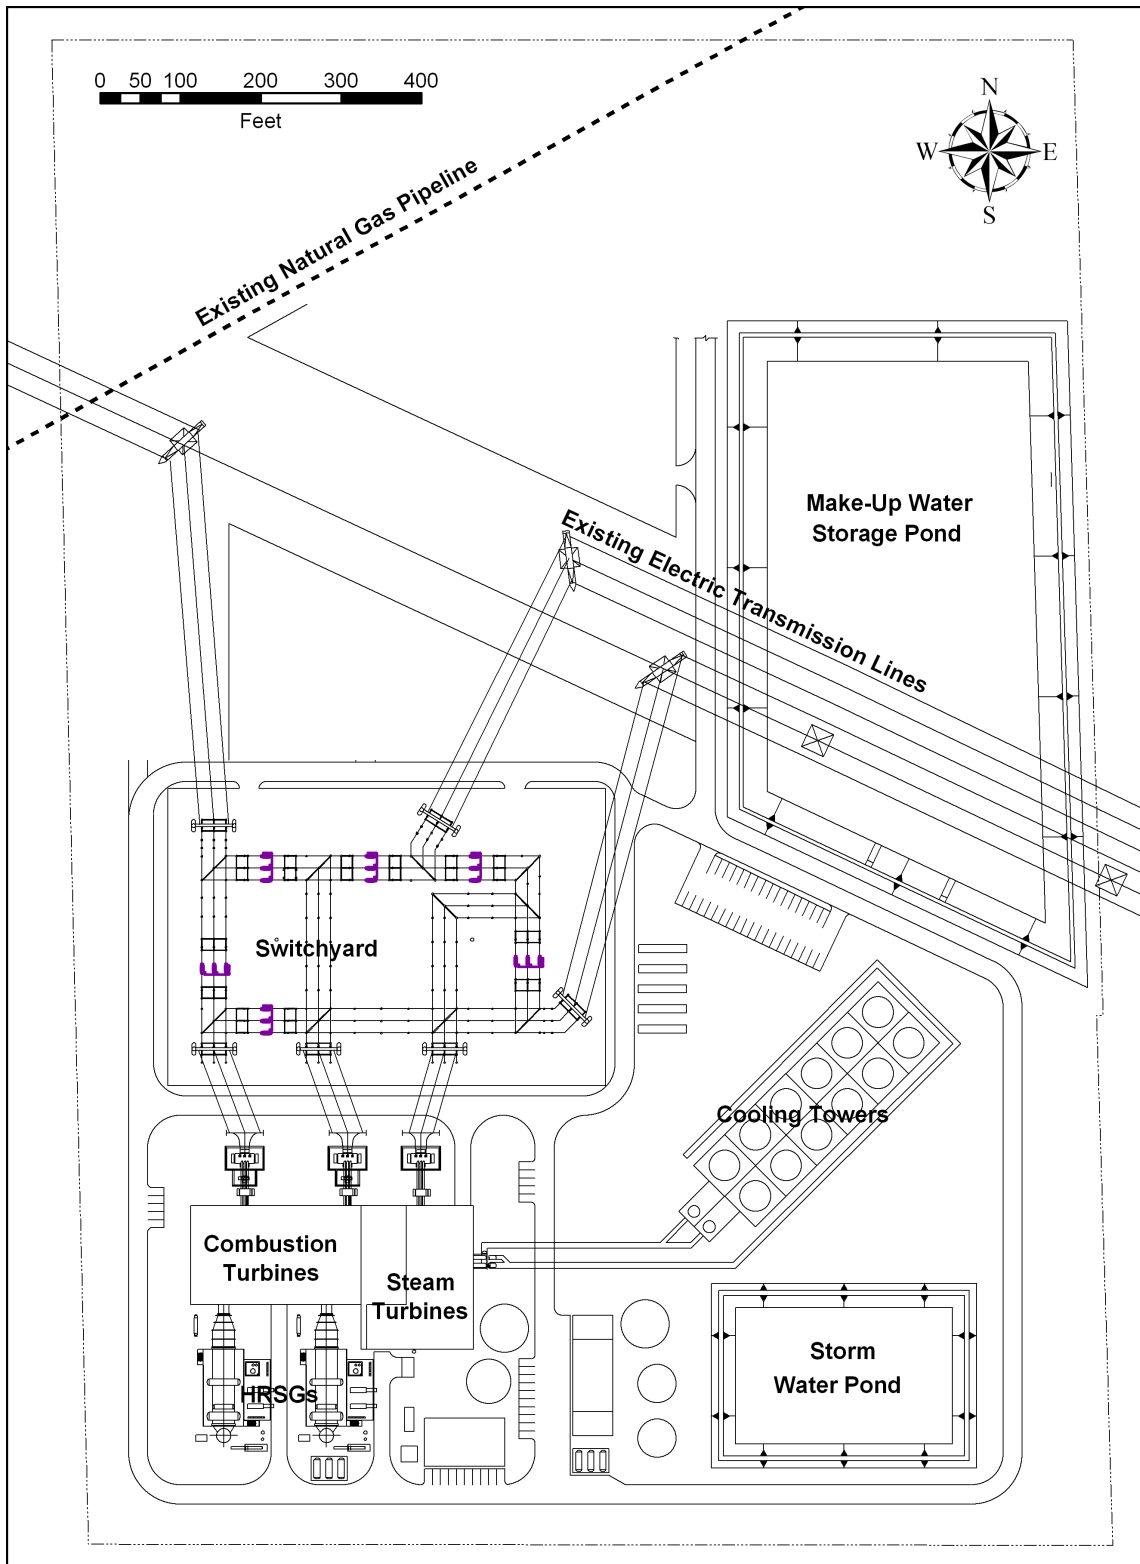 0 50 100 200 300 400
Feet
N
W E
S
Existing Natural Gas Pipeline
Make-Up Water
Storage Pond
Existing Electric Transmission Lines
Switchyard
Cooling Towers
Combustion
Turbines
Steam
Turbines
HRSGs
Storm
Water Pond